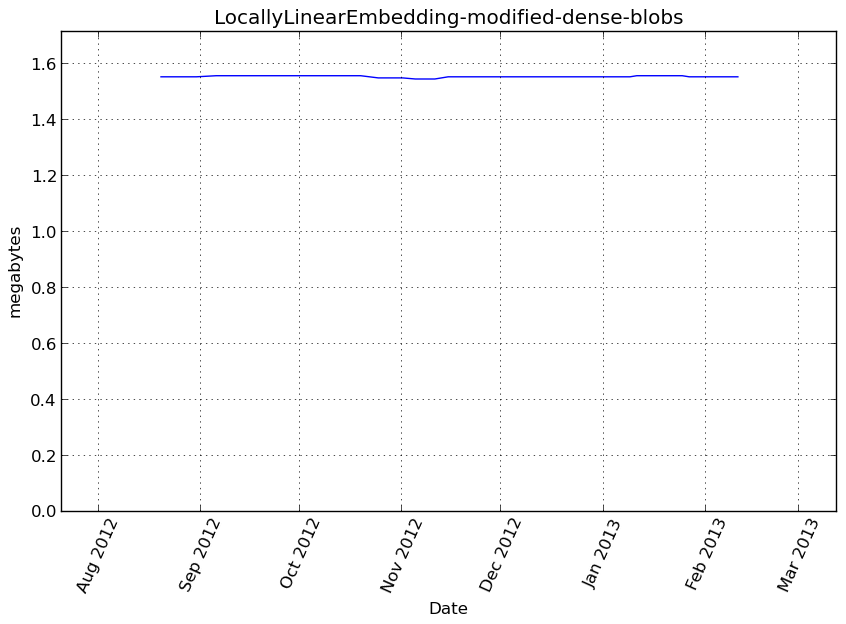 LocallyLinearEmbedding-modified-dense-blobs
1.6
1.4
1.2
1.0
0.8
0.6
0.4
0.2
0.0
megabytes
Aug 2012
Sep 2012
Oct 2012
Nov 2012
Dec 2012
Jan 2013
Feb 2013
Mar 2013
Date